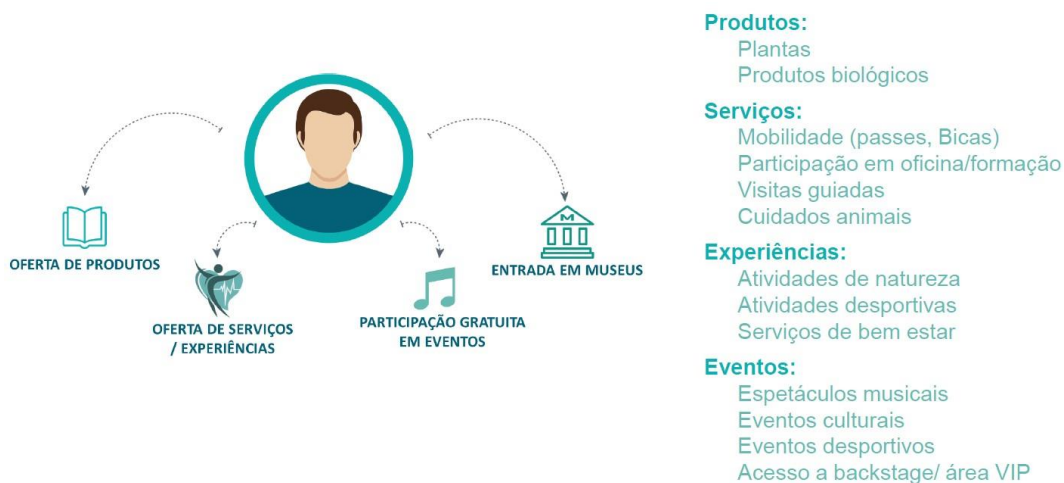 OFERTA DE PRODUTOS
OFERTA DE SERVIÇOS
/ EXPERIÊNCIAS
PARTICIPAÇÃO GRATUITA
EM EVENTOS
M
ENTRADA EM MUSEUS
Produtos:
Plantas
Produtos biológicos
Serviços:
Mobilidade (passes, Bicas)
Participação em oficina/formação
Visitas guiadas
Cuidados animais
Experiências:
Atividades de natureza
Atividades desportivas
Serviços de bem estar
Eventos:
Espetáculos musicais
Eventos culturais
Eventos desportivos
Acesso a backstage/ área VIP